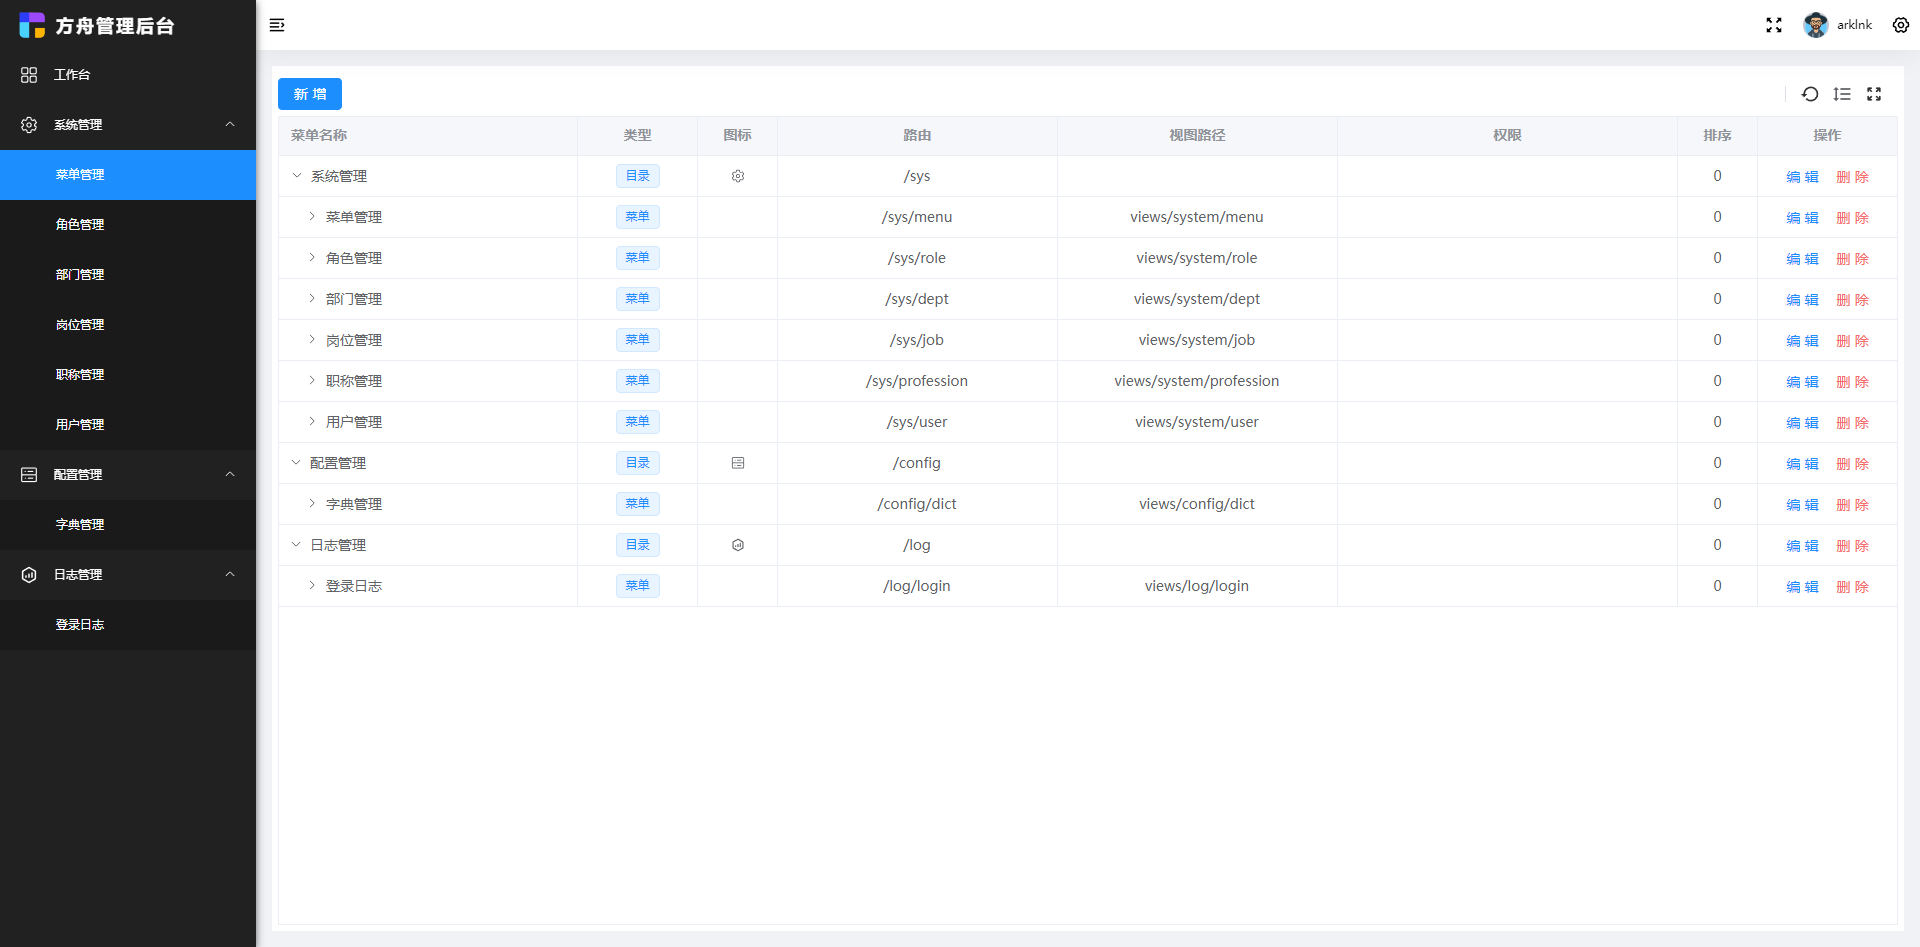 方舟管理后台
arklnk
工作台
系统管理
菜单管理
角色管理
部门管理
岗位管理
职称管理
用户管理
配置管理
字典管理
日志管理
登录日志
新 增
菜单名称 类型 图标 路由 视图路径 权限 排序 操作
系统管理 目录 /sys 0 编 辑 删 除
菜单管理 菜单 /sys/menu views/system/menu 0 编 辑 删 除
角色管理 菜单 /sys/role views/system/role 0 编 辑 删 除
部门管理 菜单 /sys/dept views/system/dept 0 编 辑 删 除
岗位管理 菜单 /sys/job views/system/job 0 编 辑 删 除
职称管理 菜单 /sys/profession views/system/profession 0 编 辑 删 除
用户管理 菜单 /sys/user views/system/user 0 编 辑 删 除
配置管理 目录 /config 0 编 辑 删 除
字典管理 菜单 /config/dict views/config/dict 0 编 辑 删 除
日志管理 目录 /log 0 编 辑 删 除
登录日志 菜单 /log/login views/log/login 0 编 辑 删 除